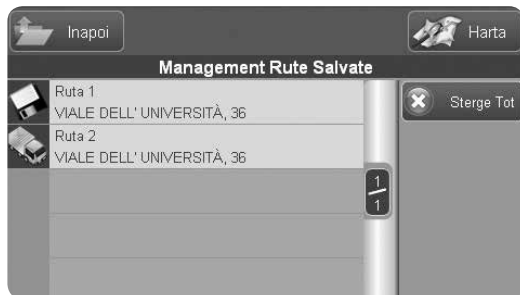 Inapoi
Harta
Management Rute Salvate
Ruta 1
VIALE DELL' UNIVERSITÀ, 36
Sterge Tot
Ruta 2
VIALE DELL' UNIVERSITÀ, 36
1
1